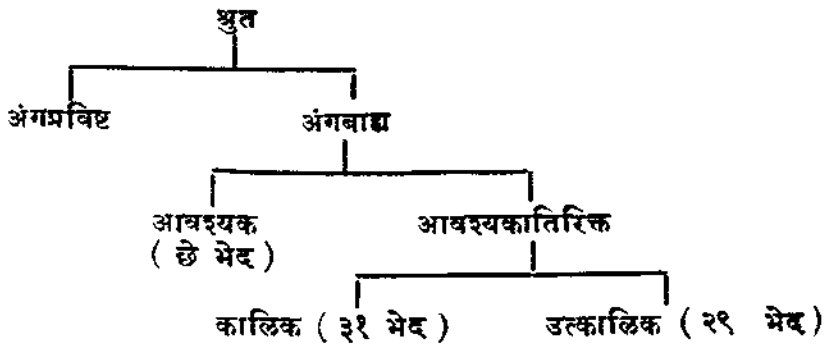 श्रुत
अंगप्रविष्ट अंगबाह्य
आवश्यक आवश्यकातिरिक्त
( छे भेद )
कालिक ( ३१ भेद ) उत्कालिक ( २९ भेद )